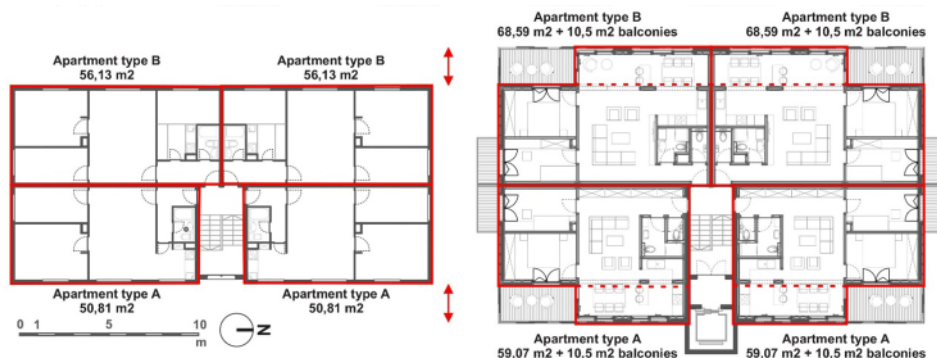 Apartment type B
56,13 m2
Apartment type B
56,13 m2
Apartment type A
50,81 m2
Apartment type A
50,81 m2
0 1 5 10
m
N
Apartment type B
68,59 m2 + 10,5 m2 balconies
Apartment type B
68,59 m2 + 10,5 m2 balconies
Apartment type A
59,07 m2 + 10,5 m2 balconies
Apartment type A
59,07 m2 + 10,5 m2 balconies